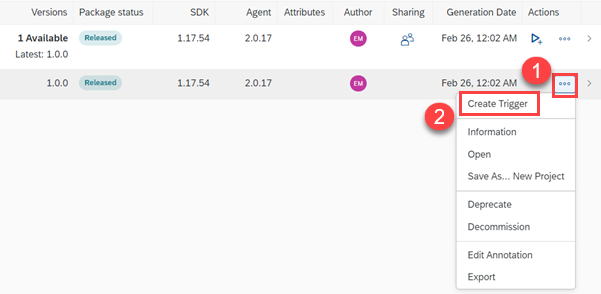 Versions Package status SDK Agent Attributes Author Sharing Generation Date Actions
1 Available Released 1.17.54 2.0.17 EM Feb 26, 12:02 AM
Latest: 1.0.0
1
1.0.0 Released 1.17.54 2.0.17 EM Feb 26, 12:02 AM
2 Create Trigger
Information
Open
Save As... New Project
Deprecate
Decommission
Edit Annotation
Export